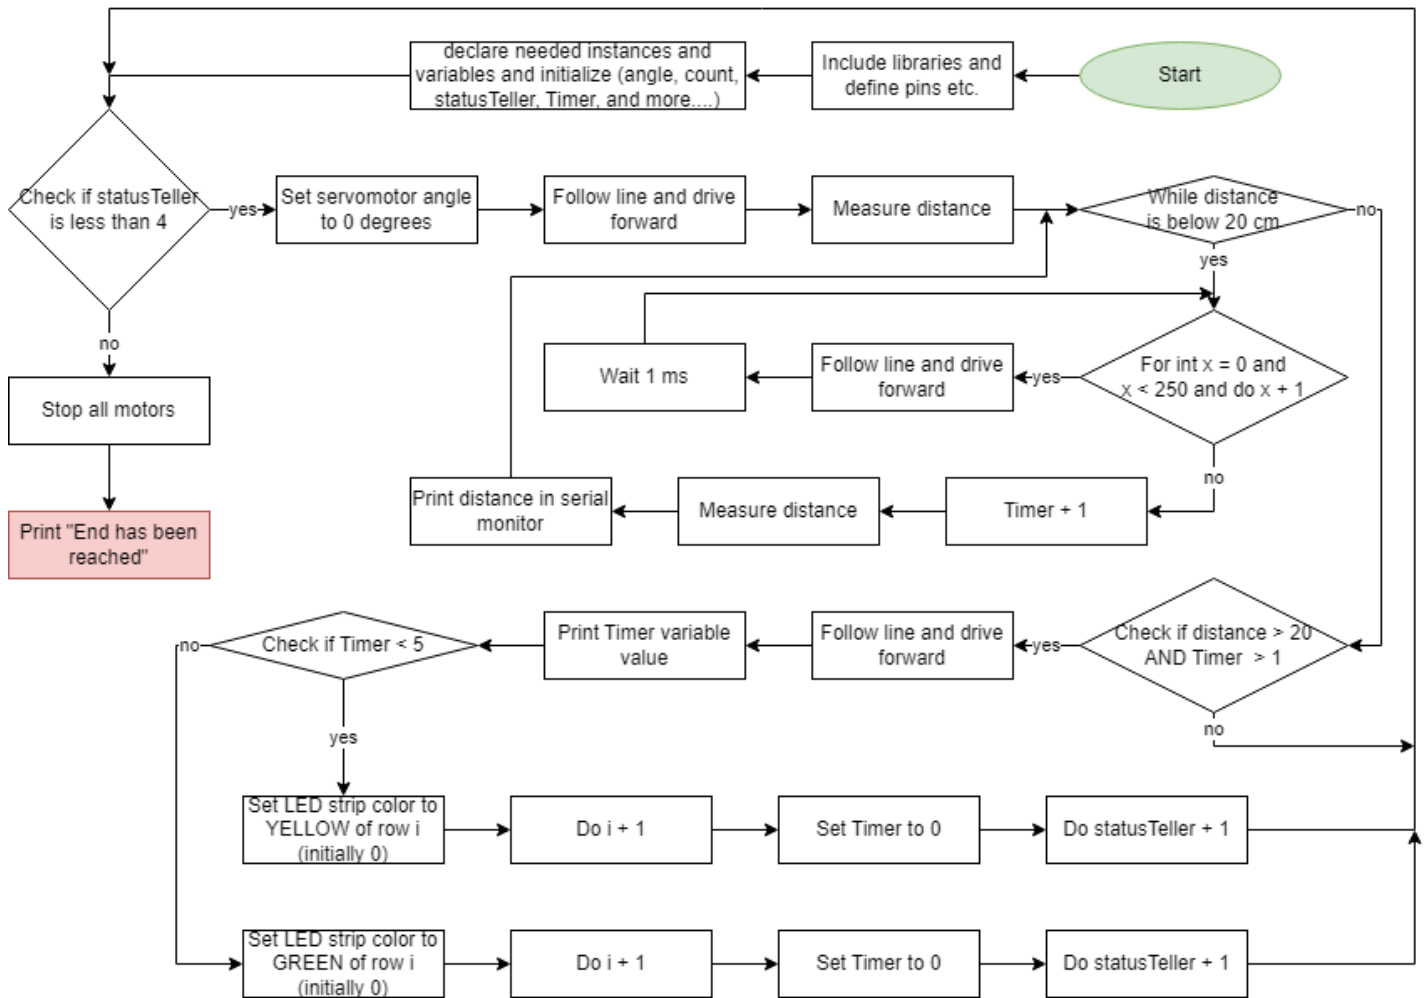 Start
Include libraries and
define pins etc.
declare needed instances and
variables and initialize (angle, count,
statusTeller, Timer, and more....)
Check if statusTeller
is less than 4
yes
Set servomotor angle
to 0 degrees
Follow line and drive
forward
Measure distance
While distance
is below 20 cm
no
yes
no
Stop all motors
Print "End has been
reached"
For int x = 0 and
x < 250 and do x + 1
yes
Follow line and drive
forward
Wait 1 ms
no
Timer + 1
Measure distance
Print distance in serial
monitor
Check if distance > 20
AND Timer > 1
yes
Follow line and drive
forward
Print Timer variable
value
Check if Timer < 5
no
no
yes
Set LED strip color to
YELLOW of row i
(initially 0)
Do i + 1
Set Timer to 0
Do statusTeller + 1
Set LED strip color to
GREEN of row i
(initially 0)
Do i + 1
Set Timer to 0
Do statusTeller + 1